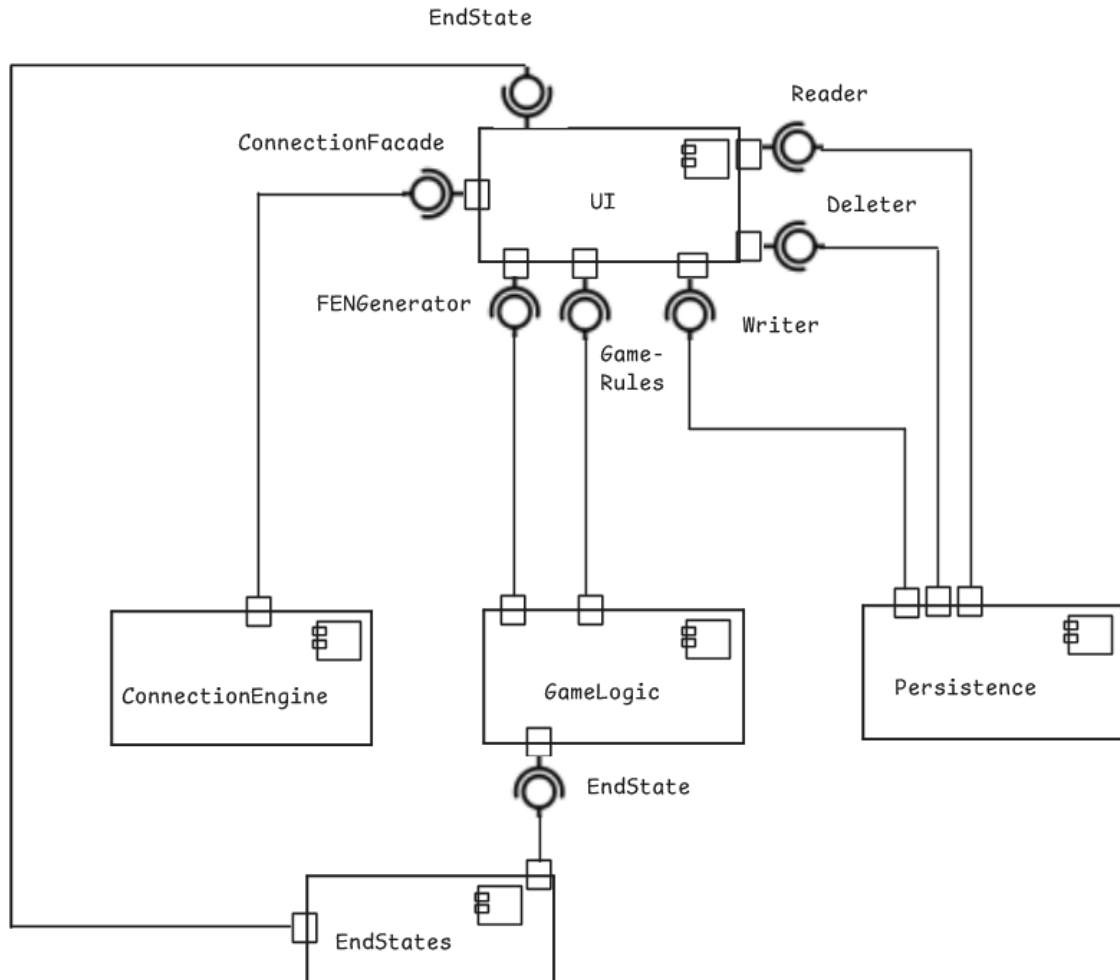 EndState
Reader
ConnectionFacade
UI
Deleter
FENGenerator
Writer
Game-
Rules
ConnectionEngine
GameLogic
Persistence
EndState
EndStates